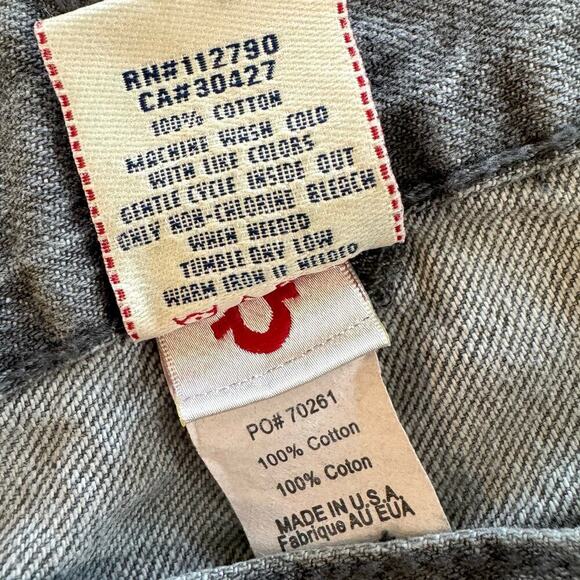 RN#112790
CA#30427
100% COTTON
MACHINE WASH COLD
WITH LIKE COLORS
GENTLE CYCLE INSIDE OUT
ONLY NON-CHLORINE BLEACH
WHEN NEEDED
TUMBLE DRY LOW
WARM IRON IF NEEDED
PO# 70261
100% Cotton
100% Coton
MADE IN U.S.A.
Fabrique AU EUA